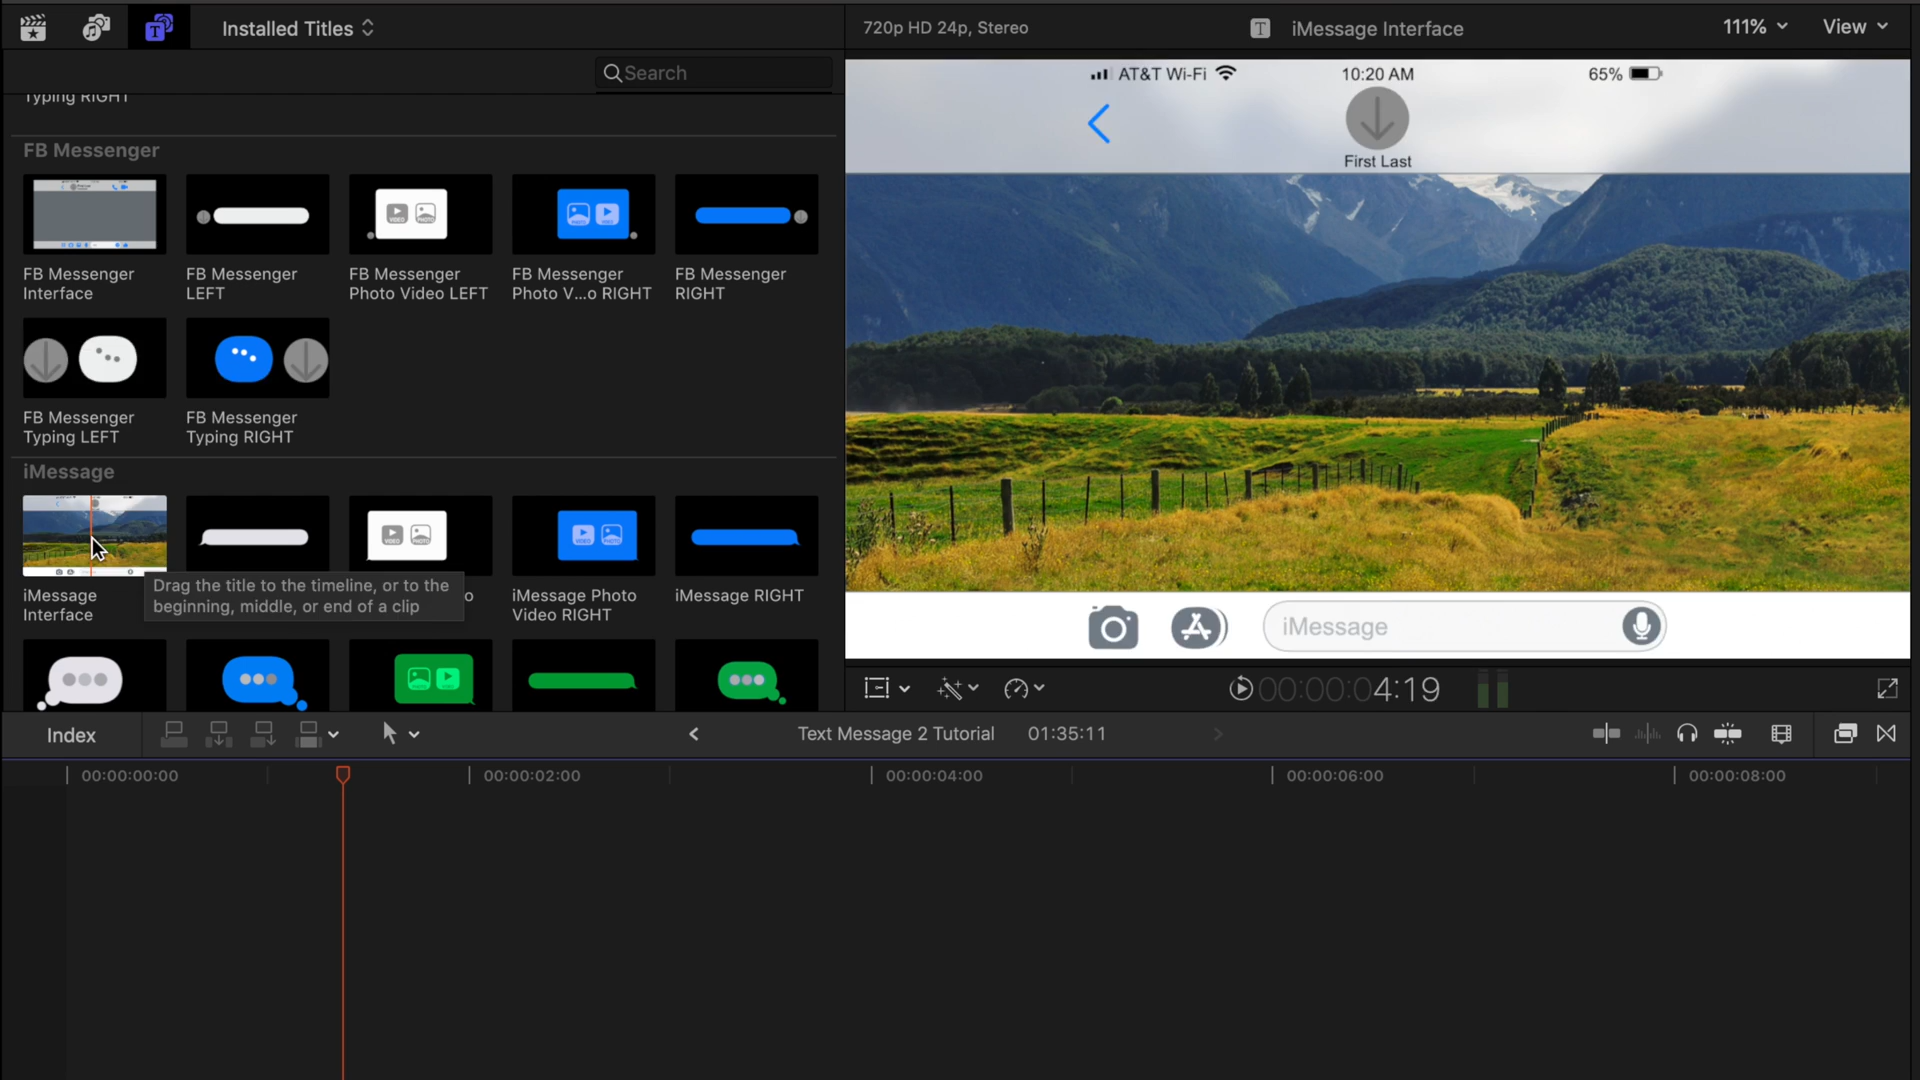 Installed Titles
720p HD 24p, Stereo
iMessage Interface
111%
View
Search
Typing RIGHT
FB Messenger
FB Messenger
Interface
FB Messenger
LEFT
FB Messenger
Photo Video LEFT
FB Messenger
Photo V...o RIGHT
FB Messenger
RIGHT
FB Messenger
Typing LEFT
FB Messenger
Typing RIGHT
iMessage
iMessage
Interface
Drag the title to the timeline, or to the
beginning, middle, or end of a clip
o
iMessage Photo
Video RIGHT
iMessage RIGHT
AT&T Wi-Fi
10:20 AM
65%
First Last
iMessage
00:00:04:19
Index
Text Message 2 Tutorial
01:35:11
00:00:00:00
00:00:02:00
00:00:04:00
00:00:06:00
00:00:08:00